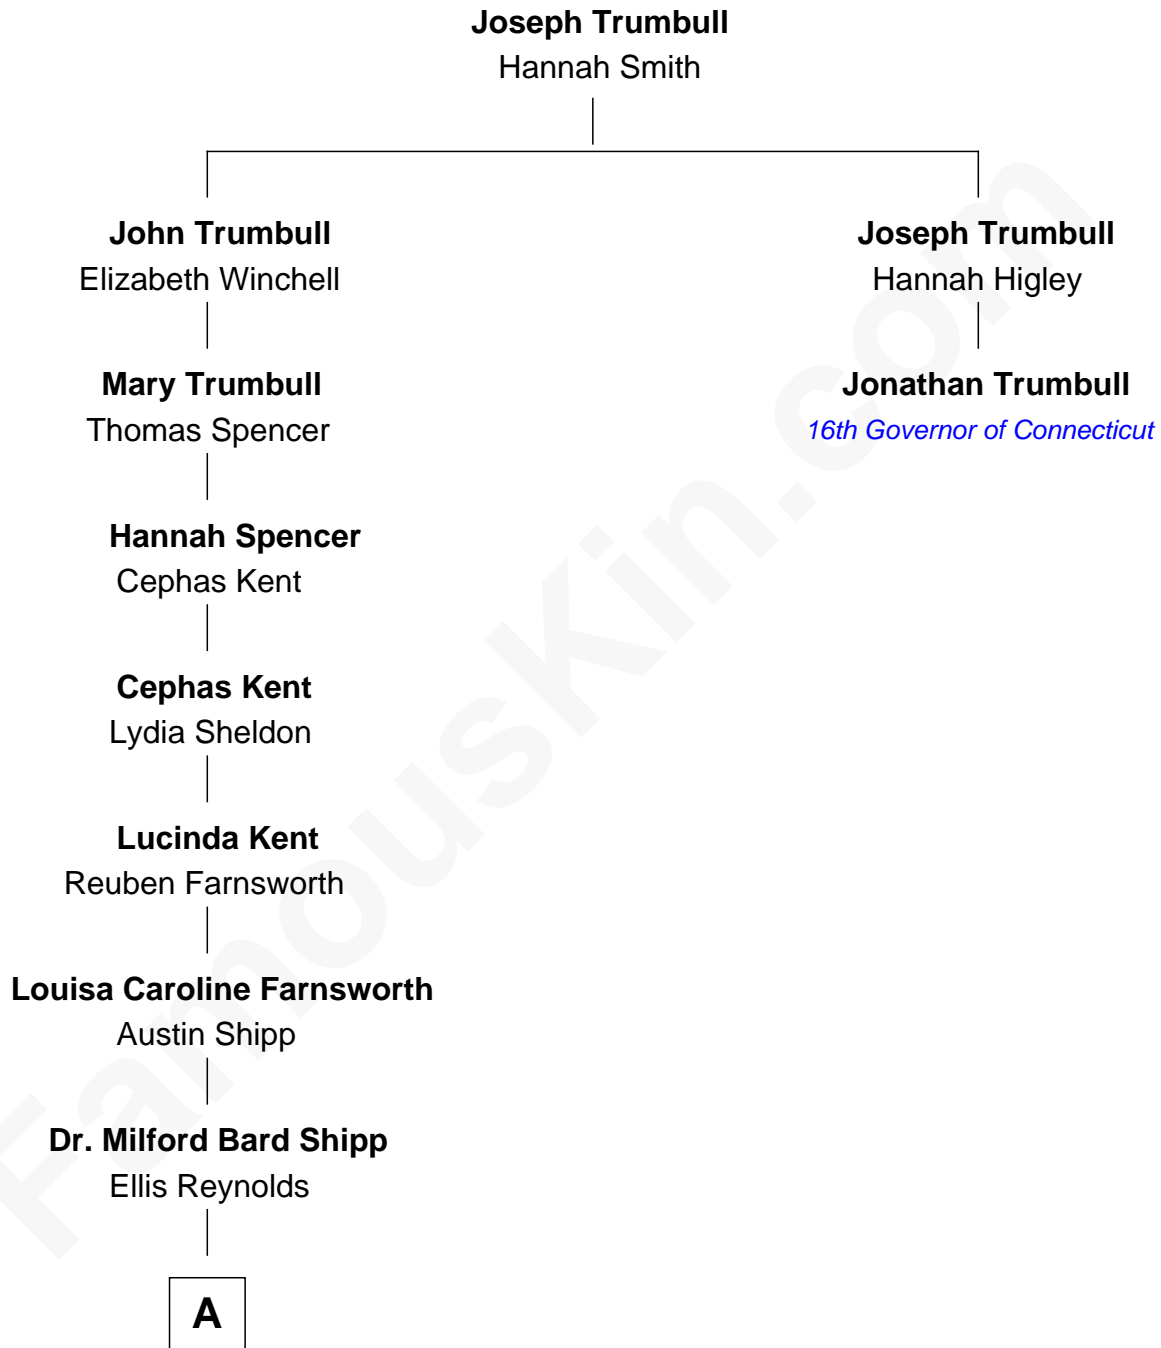 Joseph Trumbull
Hannah Smith
John Trumbull
Elizabeth Winchell
Joseph Trumbull
Hannah Higley
Mary Trumbull
Thomas Spencer
Jonathan Trumbull
16th Governor of Connecticut
Hannah Spencer
Cephas Kent
Cephas Kent
Lydia Sheldon
Lucinda Kent
Reuben Farnsworth
Louisa Caroline Farnsworth
Austin Shipp
Dr. Milford Bard Shipp
Ellis Reynolds
A
FamousKin.com